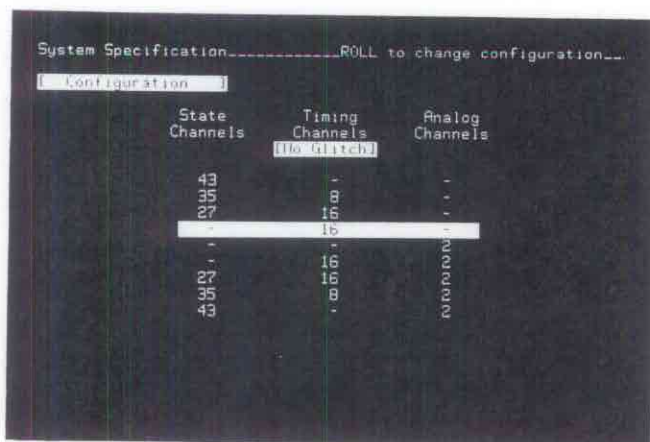 System Specification_____________ROLL to change configuration__
[ Configuration ]
State Timing Analog
Channels Channels Channels
[No Glitch]
43 - -
35 8 -
27 16 -
- 16 -
- - 2
- 16 2
27 16 2
35 8 2
43 - 2